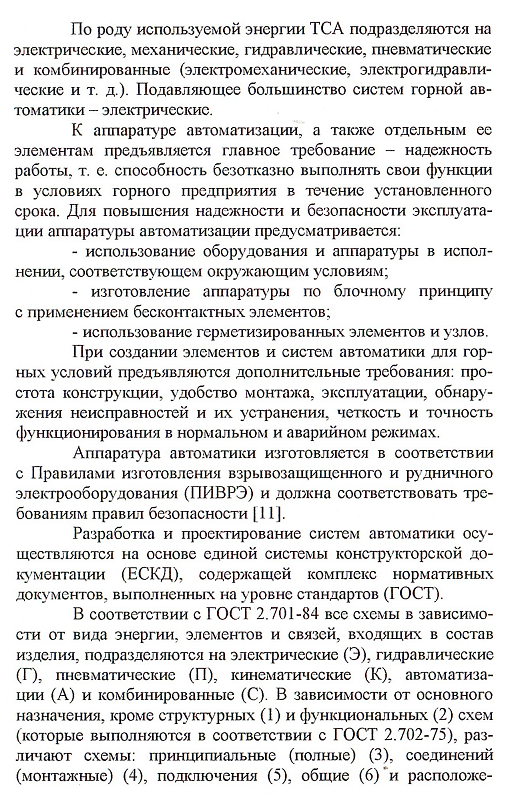 По роду используемой энергии ТСА подразделяются на
электрические, механические, гидравлические, пневматические
и комбинированные (электромеханические, электрогидравли-
ческие и т. д.). Подавляющее большинство систем горной ав-
томатики – электрические.
К аппаратуре автоматизации, а также отдельным ее
элементам предъявляется главное требование – надежность
работы, т. е. способность безотказно выполнять свои функции
в условиях горного предприятия в течение установленного
срока. Для повышения надежности и безопасности эксплуата-
ции аппаратуры автоматизации предусматривается:
- использование оборудования и аппаратуры в испол-
нении, соответствующем окружающим условиям;
- изготовление аппаратуры по блочному принципу
с применением бесконтактных элементов;
- использование герметизированных элементов и узлов.
При создании элементов и систем автоматики для гор-
ных условий предъявляются дополнительные требования: про-
стота конструкции, удобство монтажа, эксплуатации, обнару-
жения неисправностей и их устранения, четкость и точность
функционирования в нормальном и аварийном режимах.
Аппаратура автоматики изготовляется в соответствии
с Правилами изготовления взрывозащищенного и рудничного
электрооборудования (ПИВРЭ) и должна соответствовать тре-
бованиям правил безопасности [11].
Разработка и проектирование систем автоматики осу-
ществляются на основе единой системы конструкторской до-
кументации (ЕСКД), содержащей комплекс нормативных
документов, выполненных на уровне стандартов (ГОСТ).
В соответствии с ГОСТ 2.701-84 все схемы в зависимо-
сти от вида энергии, элементов и связей, входящих в состав
изделия, подразделяются на электрические (Э), гидравлические
(Г), пневматические (П), кинематические (К), автоматиза-
ции (А) и комбинированные (С). В зависимости от основного
назначения, кроме структурных (1) и функциональных (2) схем
(которые выполняются в соответствии с ГОСТ 2.702-75), раз-
личают схемы: принципиальные (полные) (3), соединений
(монтажные) (4), подключения (5), общие (6) и расположе-